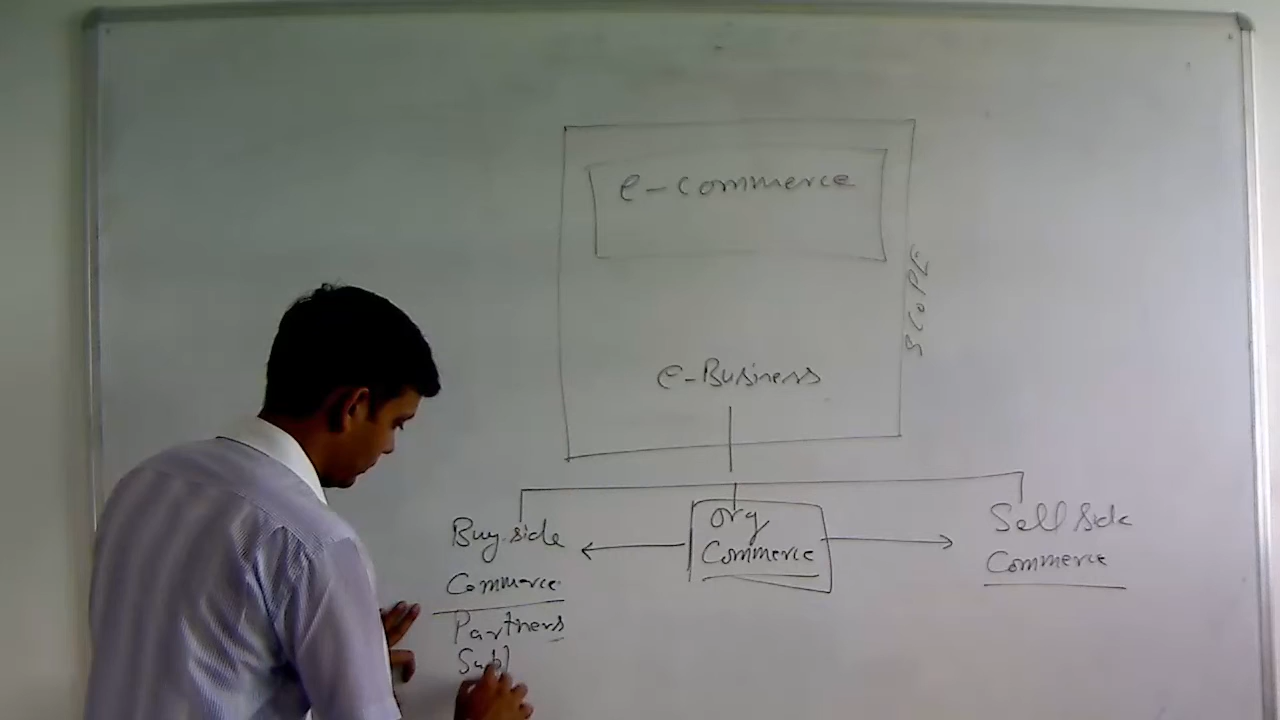 e-commerce
SCOPE
e-Business
Buy-side
Commerce
Partners
org
Commerce
Sell side
Commerce